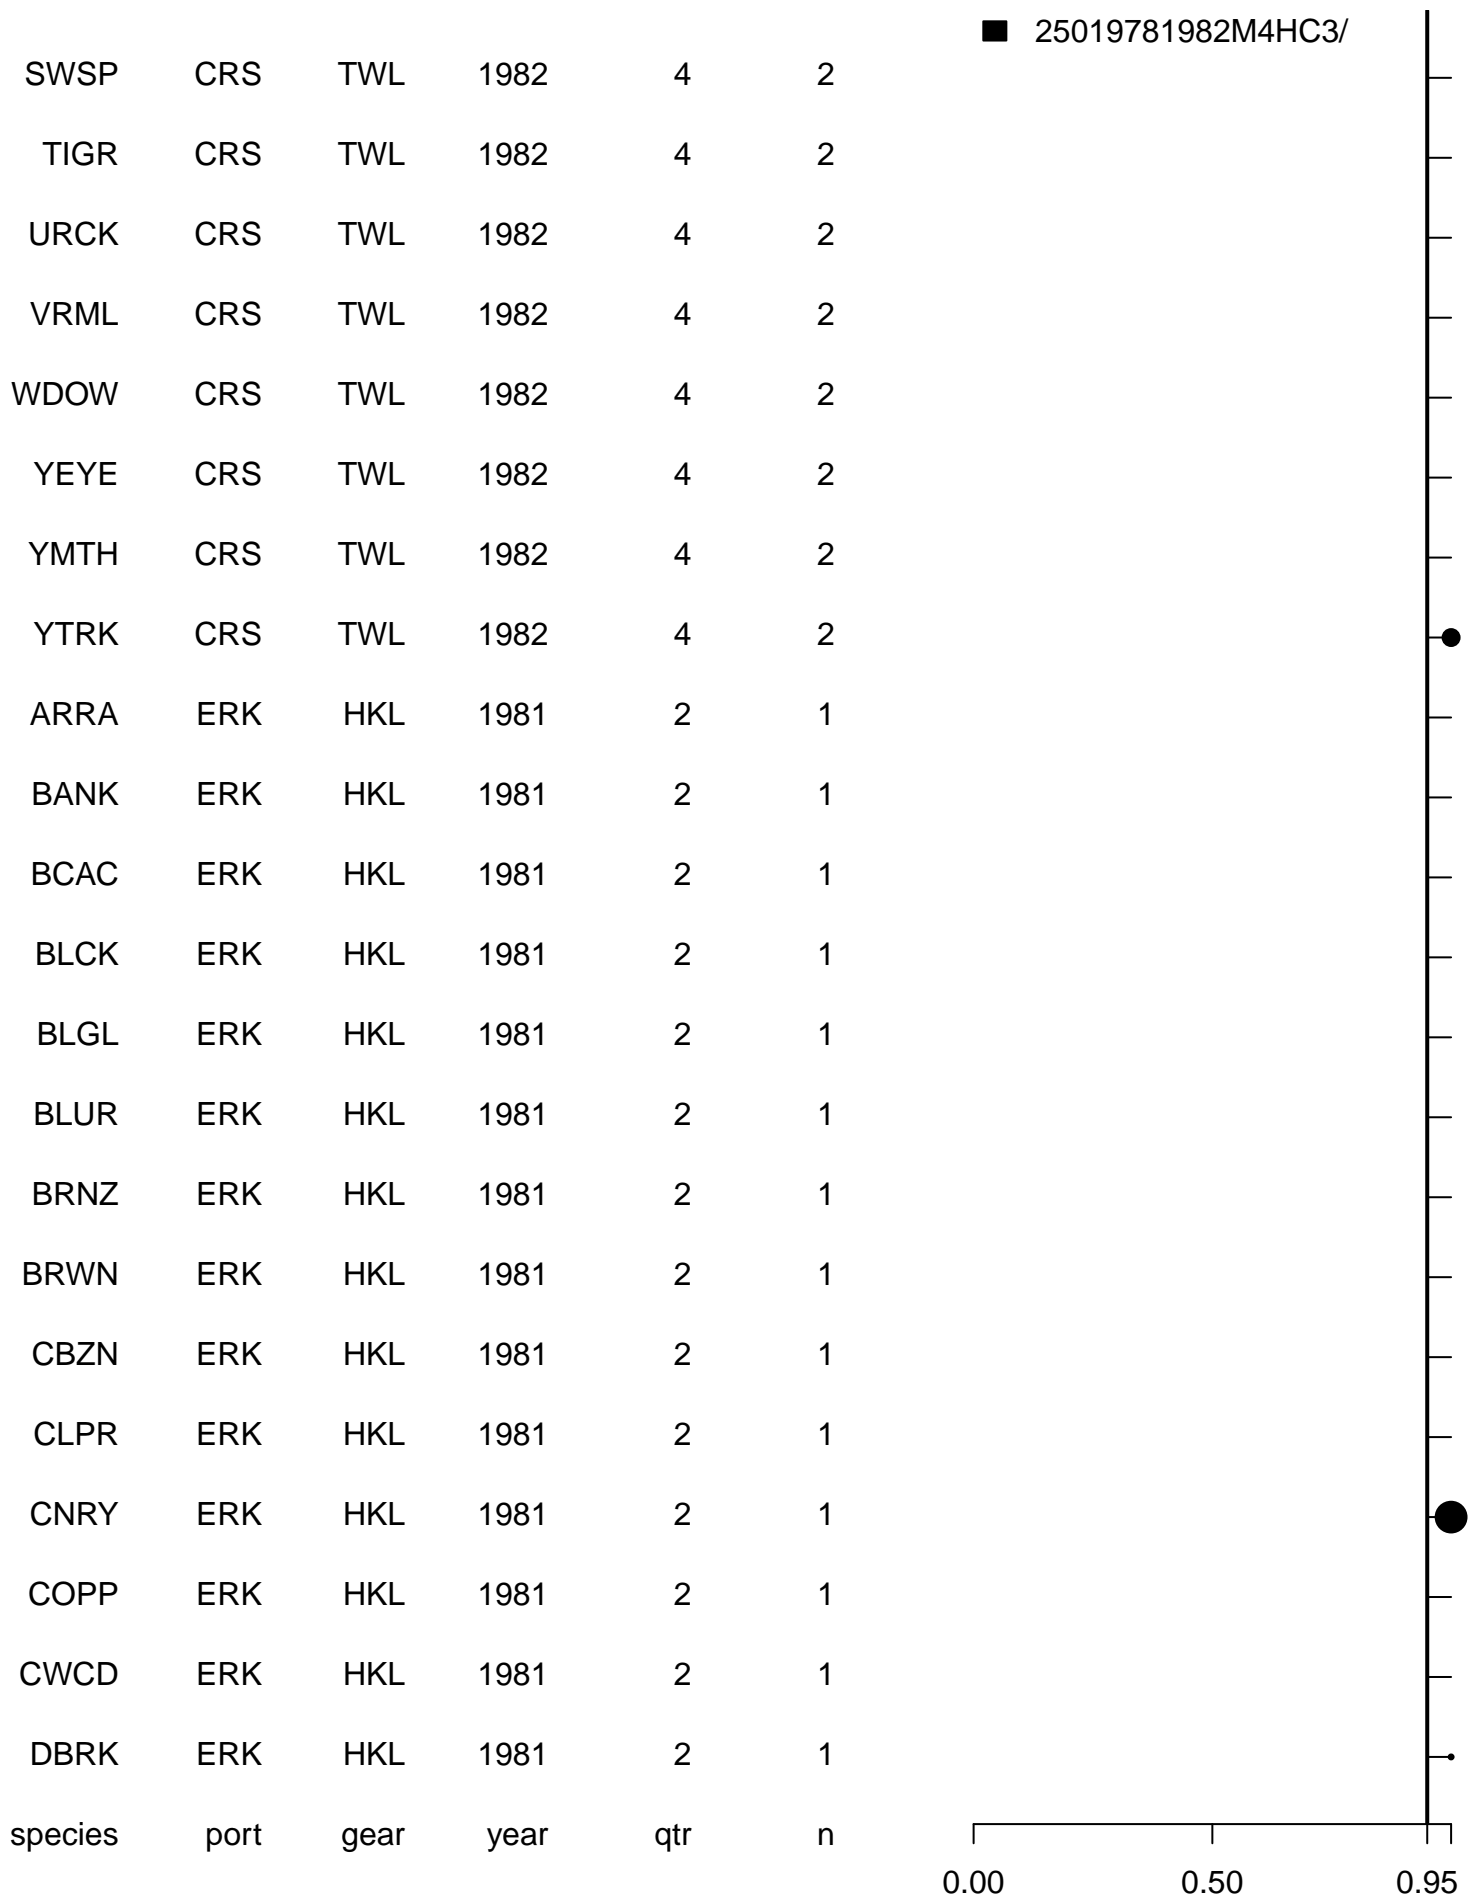 25019781982M4HC3/
SWSP CRS TWL 1982 4 2
TIGR CRS TWL 1982 4 2
URCK CRS TWL 1982 4 2
VRML CRS TWL 1982 4 2
WDOW CRS TWL 1982 4 2
YEYE CRS TWL 1982 4 2
YMTH CRS TWL 1982 4 2
YTRK CRS TWL 1982 4 2
ARRA ERK HKL 1981 2 1
BANK ERK HKL 1981 2 1
BCAC ERK HKL 1981 2 1
BLCK ERK HKL 1981 2 1
BLGL ERK HKL 1981 2 1
BLUR ERK HKL 1981 2 1
BRNZ ERK HKL 1981 2 1
BRWN ERK HKL 1981 2 1
CBZN ERK HKL 1981 2 1
CLPR ERK HKL 1981 2 1
CNRY ERK HKL 1981 2 1
COPP ERK HKL 1981 2 1
CWCD ERK HKL 1981 2 1
DBRK ERK HKL 1981 2 1
species port gear year qtr n
0.00 0.50 0.95